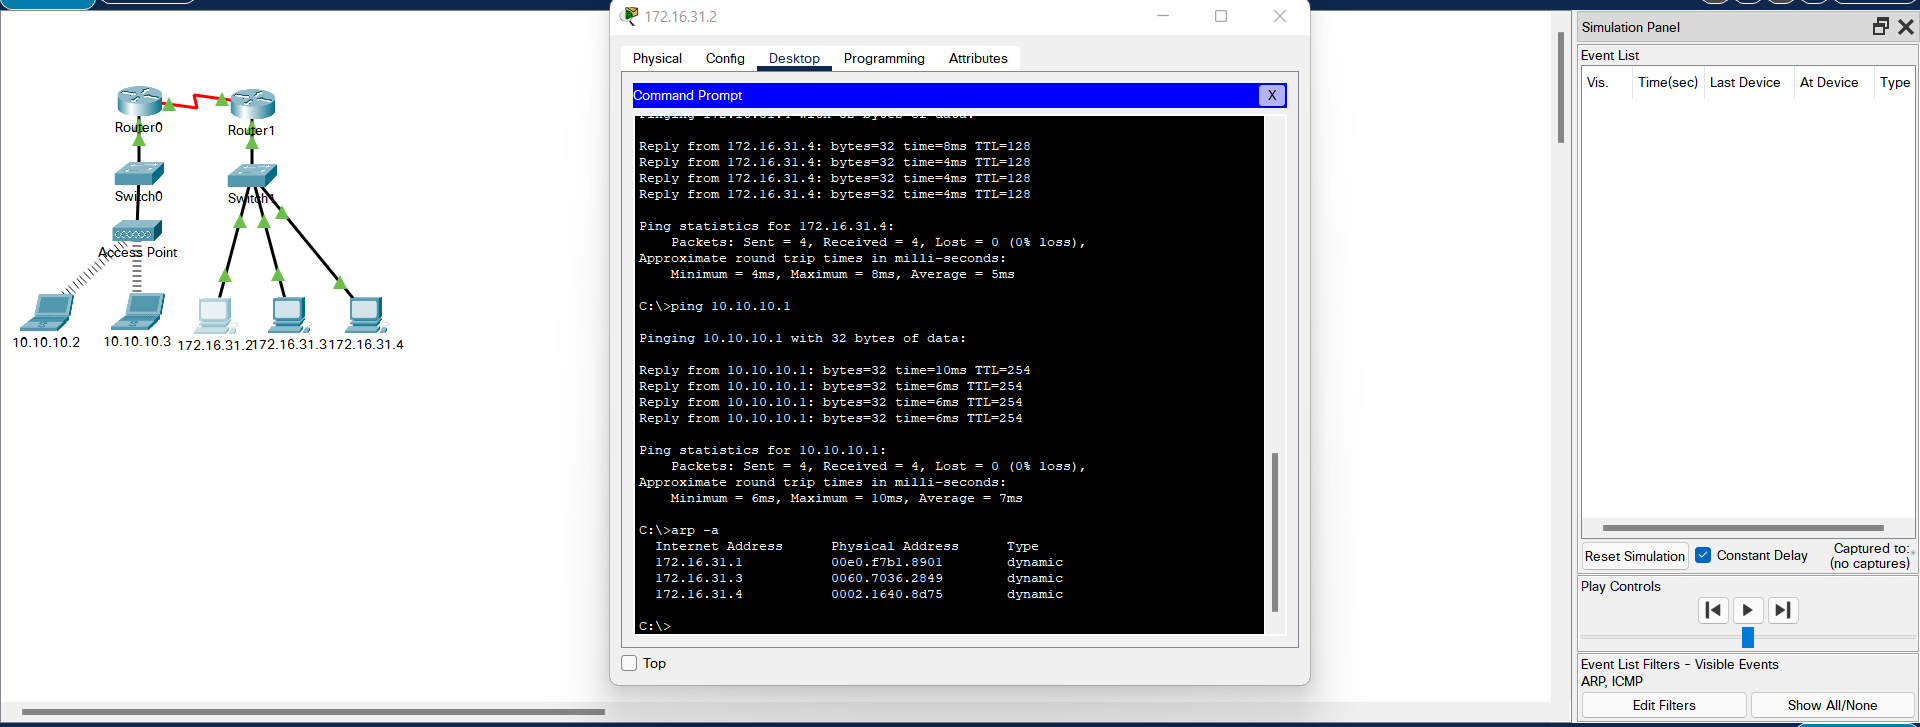 Router0
Router1
Switch0
Switch1
Access Point
10.10.10.2
10.10.10.3
172.16.31.2
172.16.31.3
172.16.31.4
172.16.31.2
Physical Config Desktop Programming Attributes
Command Prompt X
Pinging 172.16.31.4 with 32 bytes of data:
Reply from 172.16.31.4: bytes=32 time=8ms TTL=128
Reply from 172.16.31.4: bytes=32 time=4ms TTL=128
Reply from 172.16.31.4: bytes=32 time=4ms TTL=128
Reply from 172.16.31.4: bytes=32 time=4ms TTL=128
Ping statistics for 172.16.31.4:
Packets: Sent = 4, Received = 4, Lost = 0 (0% loss),
Approximate round trip times in milli-seconds:
Minimum = 4ms, Maximum = 8ms, Average = 5ms
C:\>ping 10.10.10.1
Pinging 10.10.10.1 with 32 bytes of data:
Reply from 10.10.10.1: bytes=32 time=10ms TTL=254
Reply from 10.10.10.1: bytes=32 time=6ms TTL=254
Reply from 10.10.10.1: bytes=32 time=6ms TTL=254
Reply from 10.10.10.1: bytes=32 time=6ms TTL=254
Ping statistics for 10.10.10.1:
Packets: Sent = 4, Received = 4, Lost = 0 (0% loss),
Approximate round trip times in milli-seconds:
Minimum = 6ms, Maximum = 10ms, Average = 7ms
C:\>arp -a
Internet Address Physical Address Type
172.16.31.1 00e0.f7b1.8901 dynamic
172.16.31.3 0060.7036.2849 dynamic
172.16.31.4 0002.1640.8d75 dynamic
C:\>
Top
Simulation Panel
Event List
Vis. Time(sec) Last Device At Device Type
Reset Simulation Constant Delay Captured to:
(no captures)
Play Controls
Event List Filters - Visible Events
ARP, ICMP
Edit Filters Show All/None